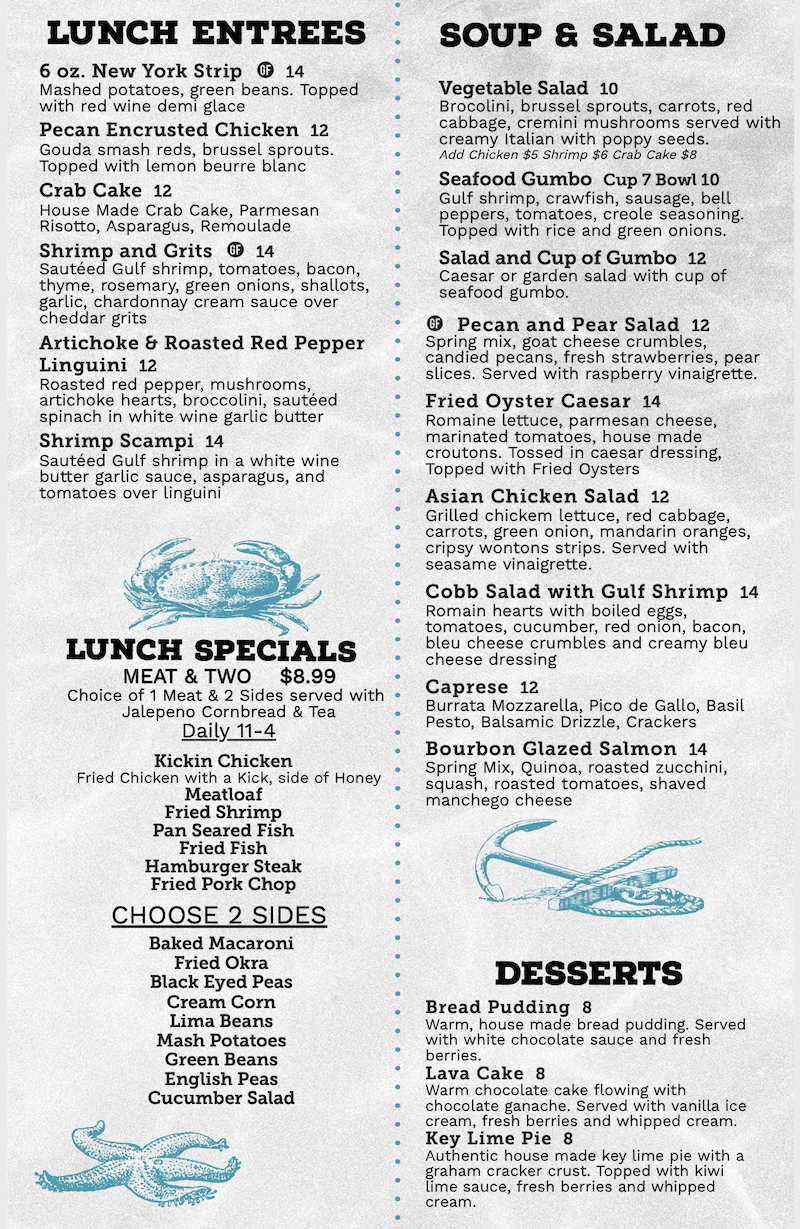 LUNCH ENTREES
6 oz. New York Strip GF 14
Mashed potatoes, green beans. Topped
with red wine demi glace
Pecan Encrusted Chicken 12
Gouda smash reds, brussel sprouts.
Topped with lemon beurre blanc
Crab Cake 12
House Made Crab Cake, Parmesan
Risotto, Asparagus, Remoulade
Shrimp and Grits GF 14
Sautéed Gulf shrimp, tomatoes, bacon,
thyme, rosemary, green onions, shallots,
garlic, chardonnay cream sauce over
cheddar grits
Artichoke & Roasted Red Pepper
Linguini 12
Roasted red pepper, mushrooms,
artichoke hearts, broccolini, sautéed
spinach in white wine garlic butter
Shrimp Scampi 14
Sautéed Gulf shrimp in a white wine
butter garlic sauce, asparagus, and
tomatoes over linguini
LUNCH SPECIALS
MEAT & TWO $8.99
Choice of 1 Meat & 2 Sides served with
Jalepeno Cornbread & Tea
Daily 11-4
Kickin Chicken
Fried Chicken with a Kick, side of Honey
Meatloaf
Fried Shrimp
Pan Seared Fish
Fried Fish
Hamburger Steak
Fried Pork Chop
CHOOSE 2 SIDES
Baked Macaroni
Fried Okra
Black Eyed Peas
Cream Corn
Lima Beans
Mash Potatoes
Green Beans
English Peas
Cucumber Salad
SOUP & SALAD
Vegetable Salad 10
Brocolini, brussel sprouts, carrots, red
cabbage, cremini mushrooms served with
creamy Italian with poppy seeds.
Add Chicken $5 Shrimp $6 Crab Cake $8
Seafood Gumbo Cup 7 Bowl 10
Gulf shrimp, crawfish, sausage, bell
peppers, tomatoes, creole seasoning.
Topped with rice and green onions.
Salad and Cup of Gumbo 12
Caesar or garden salad with cup of
seafood gumbo.
GF Pecan and Pear Salad 12
Spring mix, goat cheese crumbles,
candied pecans, fresh strawberries, pear
slices. Served with raspberry vinaigrette.
Fried Oyster Caesar 14
Romaine lettuce, parmesan cheese,
marinated tomatoes, house made
croutons. Tossed in caesar dressing,
Topped with Fried Oysters
Asian Chicken Salad 12
Grilled chickem lettuce, red cabbage,
carrots, green onion, mandarin oranges,
cripsy wontons strips. Served with
seasame vinaigrette.
Cobb Salad with Gulf Shrimp 14
Romain hearts with boiled eggs,
tomatoes, cucumber, red onion, bacon,
bleu cheese crumbles and creamy bleu
cheese dressing
Caprese 12
Burrata Mozzarella, Pico de Gallo, Basil
Pesto, Balsamic Drizzle, Crackers
Bourbon Glazed Salmon 14
Spring Mix, Quinoa, roasted zucchini,
squash, roasted tomatoes, shaved
manchego cheese
DESSERTS
Bread Pudding 8
Warm, house made bread pudding. Served
with white chocolate sauce and fresh
berries.
Lava Cake 8
Warm chocolate cake flowing with
chocolate ganache. Served with vanilla ice
cream, fresh berries and whipped cream.
Key Lime Pie 8
Authentic house made key lime pie with a
graham cracker crust. Topped with kiwi
lime sauce, fresh berries and whipped
cream.